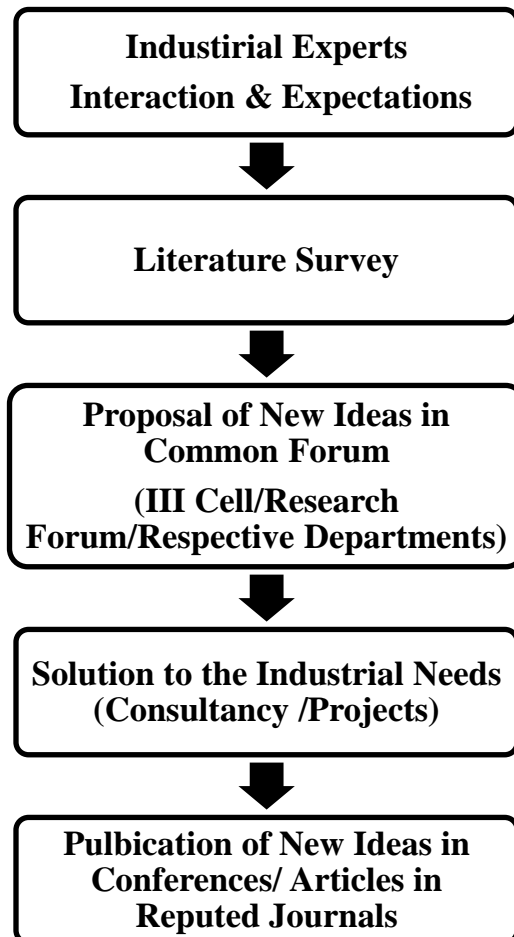 Industirial Experts
Interaction & Expectations
Literature Survey
Proposal of New Ideas in
Common Forum
(III Cell/Research
Forum/Respective Departments)
Solution to the Industrial Needs
(Consultancy /Projects)
Pulbication of New Ideas in
Conferences/ Articles in
Reputed Journals